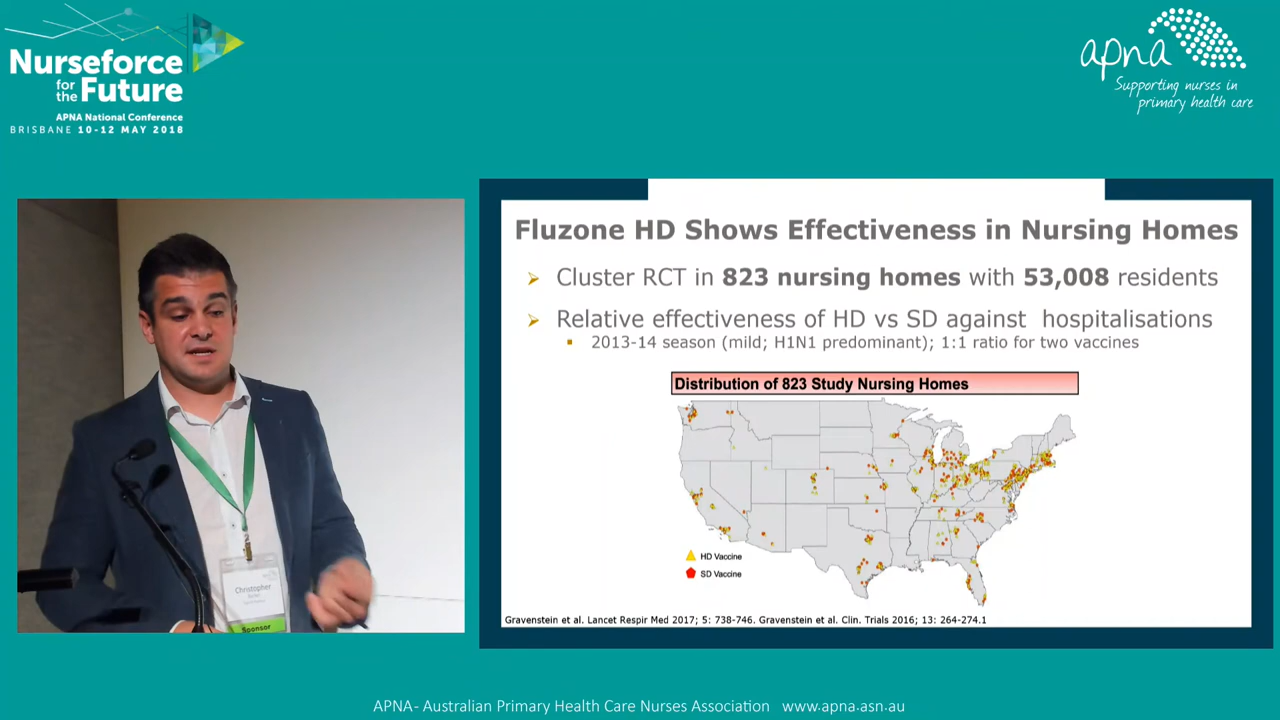 Nurseforce
for the
Future
APNA National Conference
BRISBANE 10-12 MAY 2018
apna
Supporting nurses in
primary health care
Christopher
Sponsor
Fluzone HD Shows Effectiveness in Nursing Homes
Cluster RCT in 823 nursing homes with 53,008 residents
Relative effectiveness of HD vs SD against hospitalisations
2013-14 season (mild; H1N1 predominant); 1:1 ratio for two vaccines
Distribution of 823 Study Nursing Homes
HD Vaccine
SD Vaccine
Gravenstein et al. Lancet Respir Med 2017; 5: 738-746. Gravenstein et al. Clin. Trials 2016; 13: 264-274.1
APNA- Australian Primary Health Care Nurses Association www.apna.asn.au